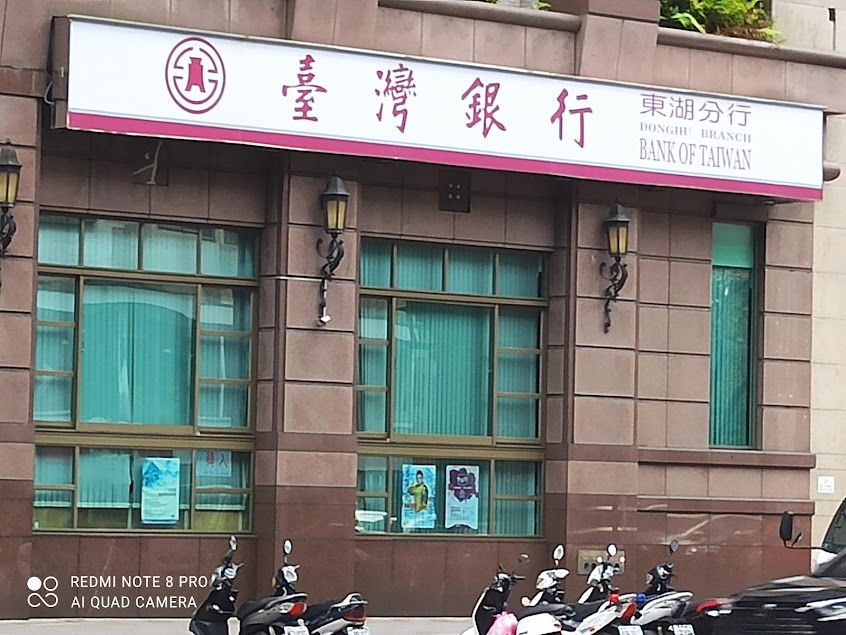 臺灣銀行
東湖分行
DONGHU BRANCH
BANK OF TAIWAN
REDMI NOTE 8 PRO
AI QUAD CAMERA